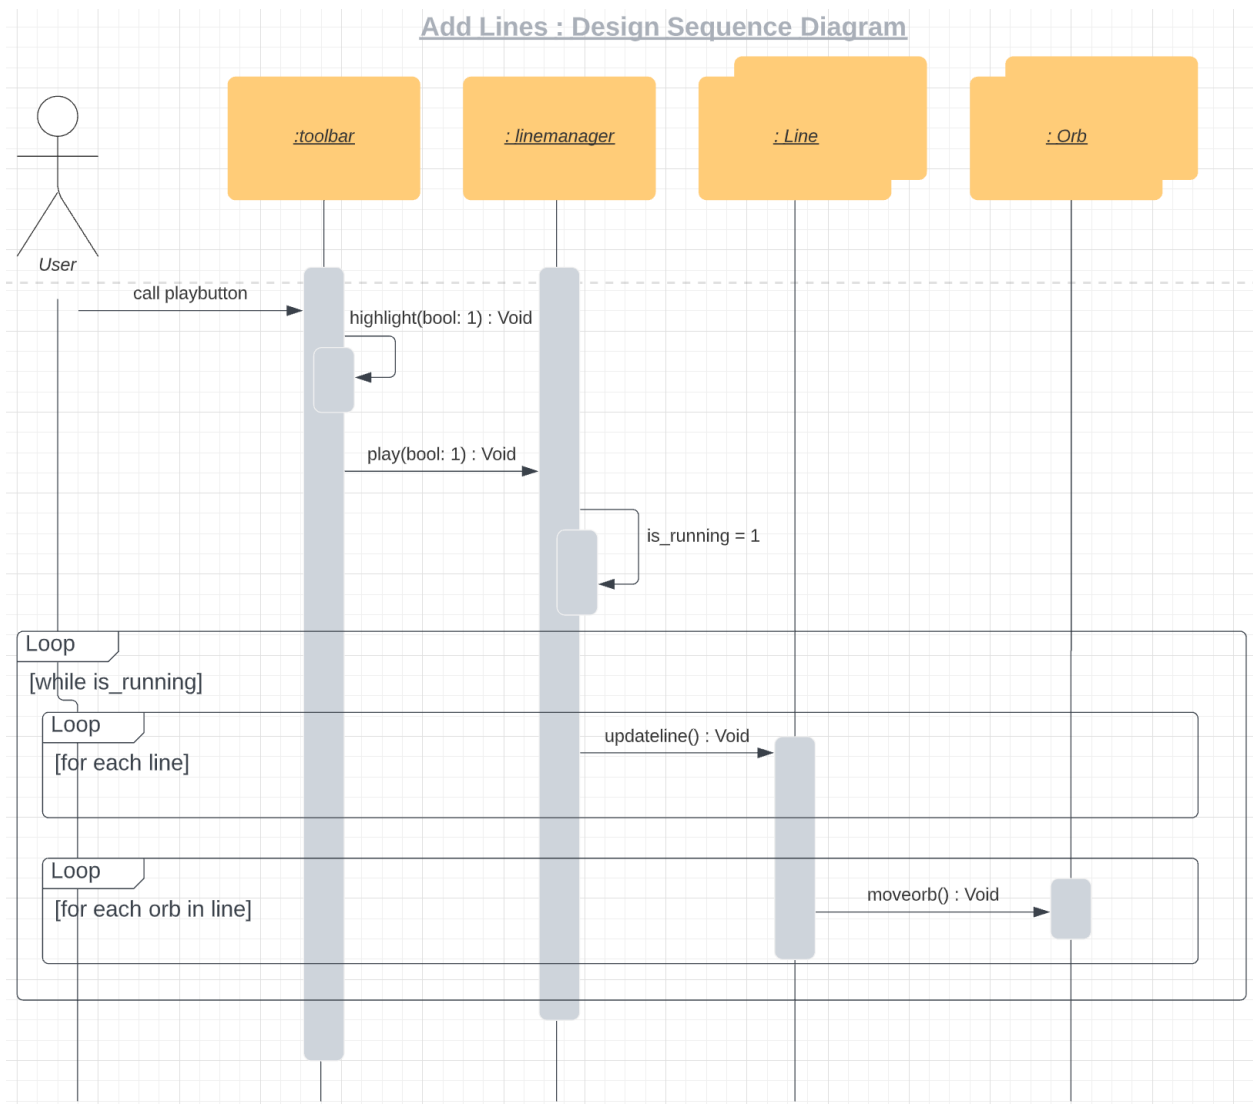 Add Lines : Design Sequence Diagram
:toolbar
: linemanager
: Line
: Orb
User
call playbutton
highlight(bool: 1) : Void
play(bool: 1) : Void
is_running = 1
Loop
[while is_running]
Loop
updateline() : Void
[for each line]
Loop
moveorb() : Void
[for each orb in line]